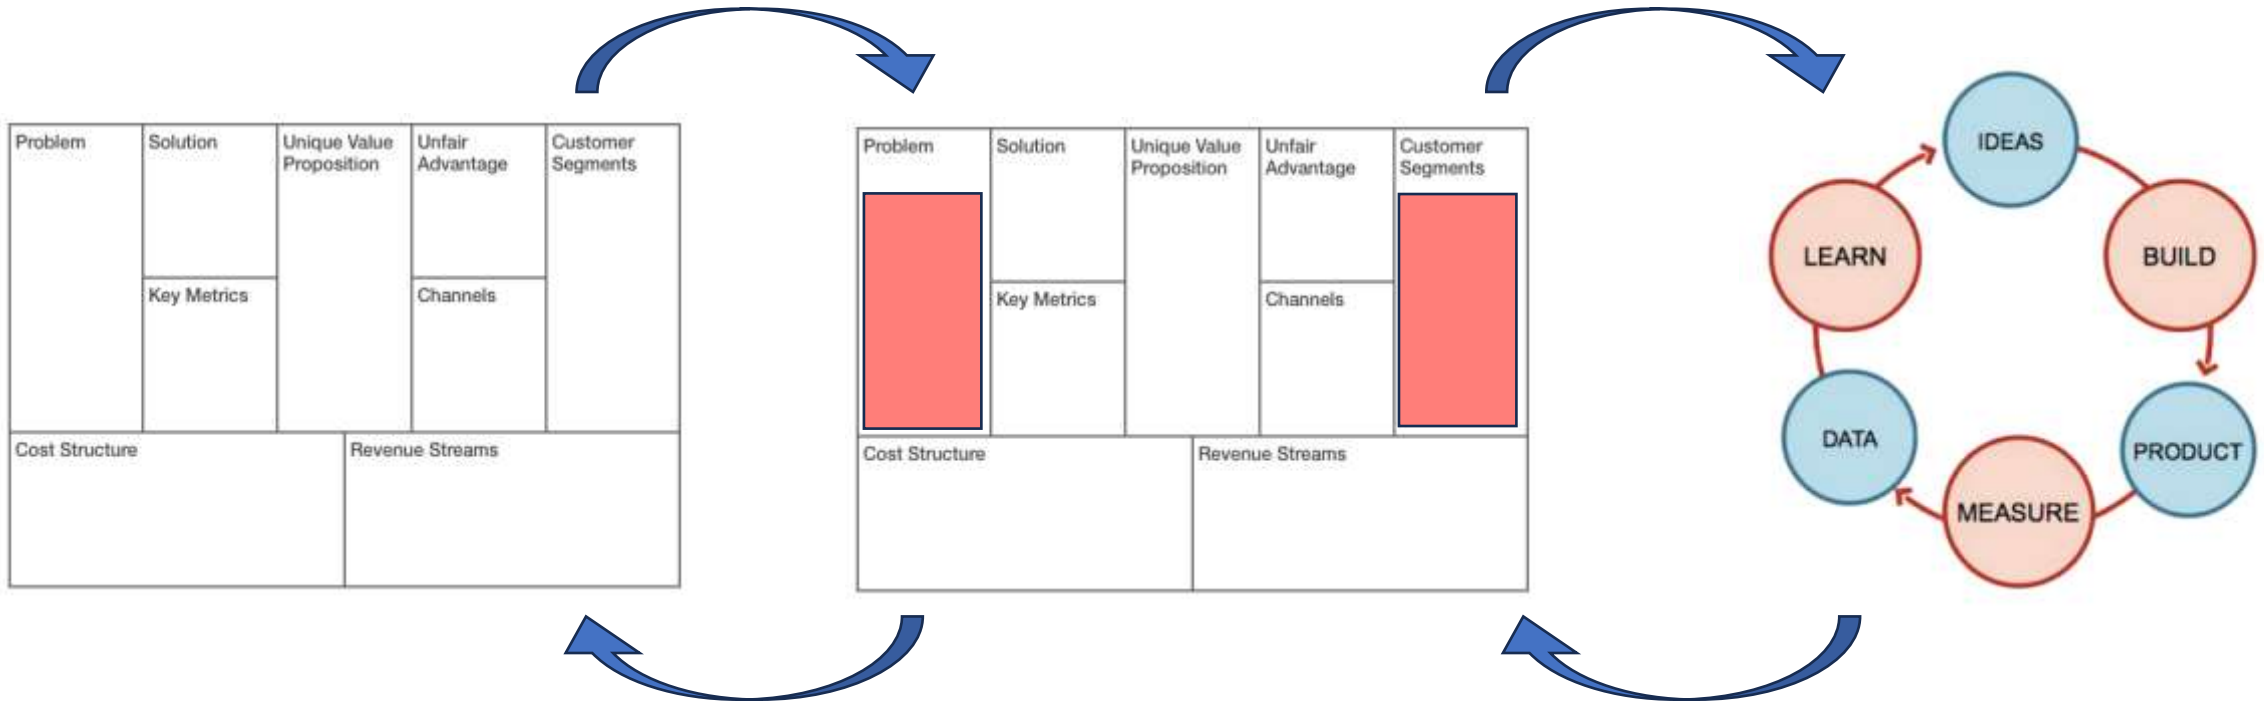 Problem
Solution
Unique Value
Proposition
Unfair
Advantage
Customer
Segments
Key Metrics
Channels
Cost Structure
Revenue Streams
Problem
Solution
Unique Value
Proposition
Unfair
Advantage
Customer
Segments
Key Metrics
Channels
Cost Structure
Revenue Streams
IDEAS
BUILD
PRODUCT
MEASURE
DATA
LEARN